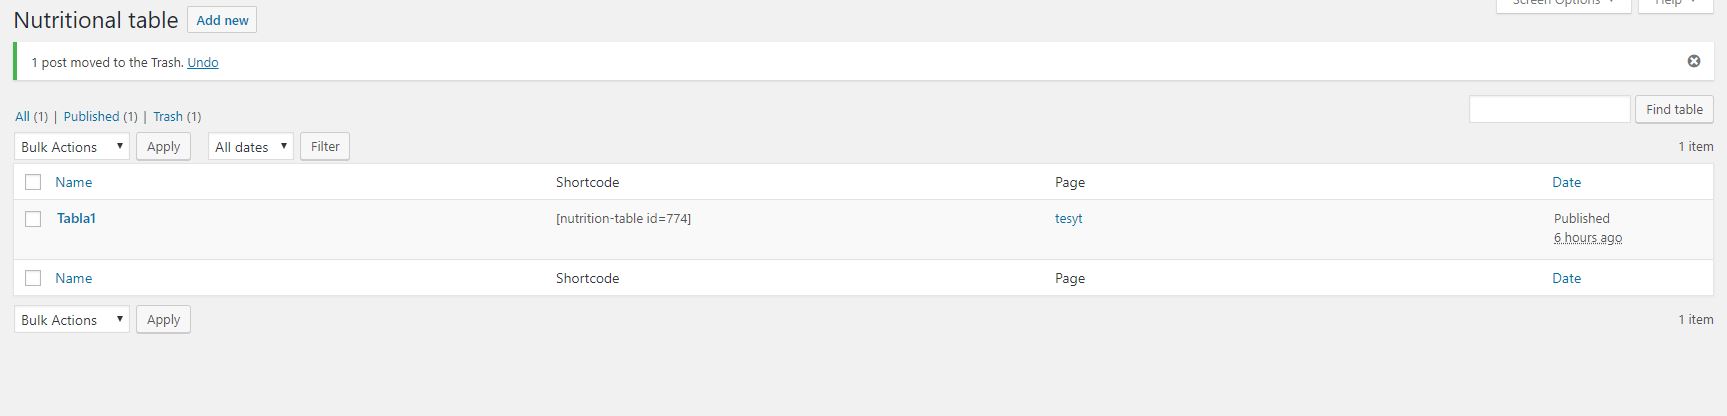 Nutritional table Add new Screen Options Help
1 post moved to the Trash. Undo
All (1) | Published (1) | Trash (1) Find table
Bulk Actions Apply All dates Filter 1 item
Name Shortcode Page Date
Tabla1 [nutrition-table id=774] tesyt Published
6 hours ago
Name Shortcode Page Date
Bulk Actions Apply 1 item